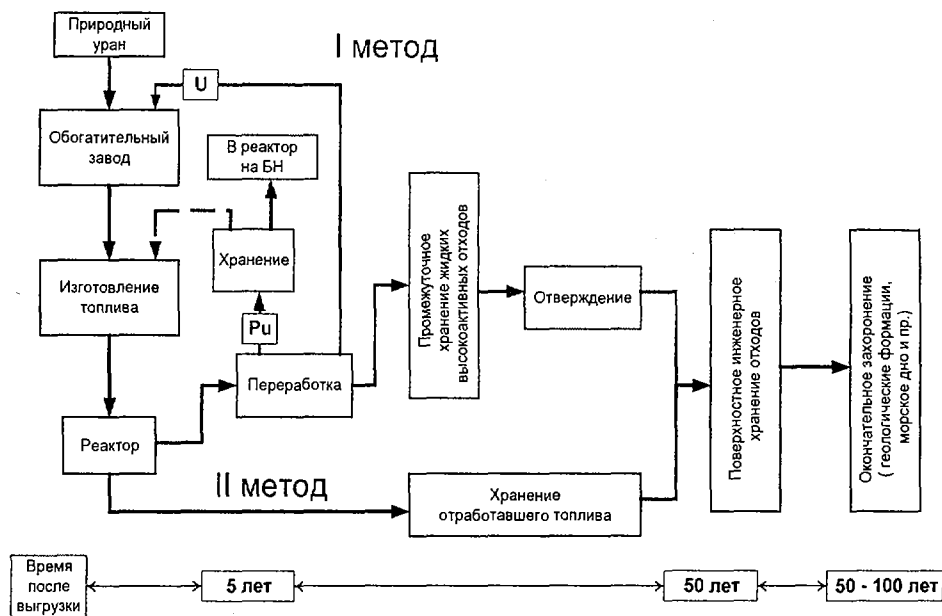 Природный
уран
I метод
U
Обогатительный
завод
В реактор
на БН
Хранение
Изготовление
топлива
Pu
Переработка
Реактор
II метод
Промежуточное
хранение жидких
высокоактивных отходов
Отверждение
Хранение
отработавшего топлива
Поверхностное инженерное
хранение отходов
Окончательное захоронение
( геологические формации,
морское дно и пр.)
Время
после
выгрузки
5 лет
50 лет
50 - 100 лет